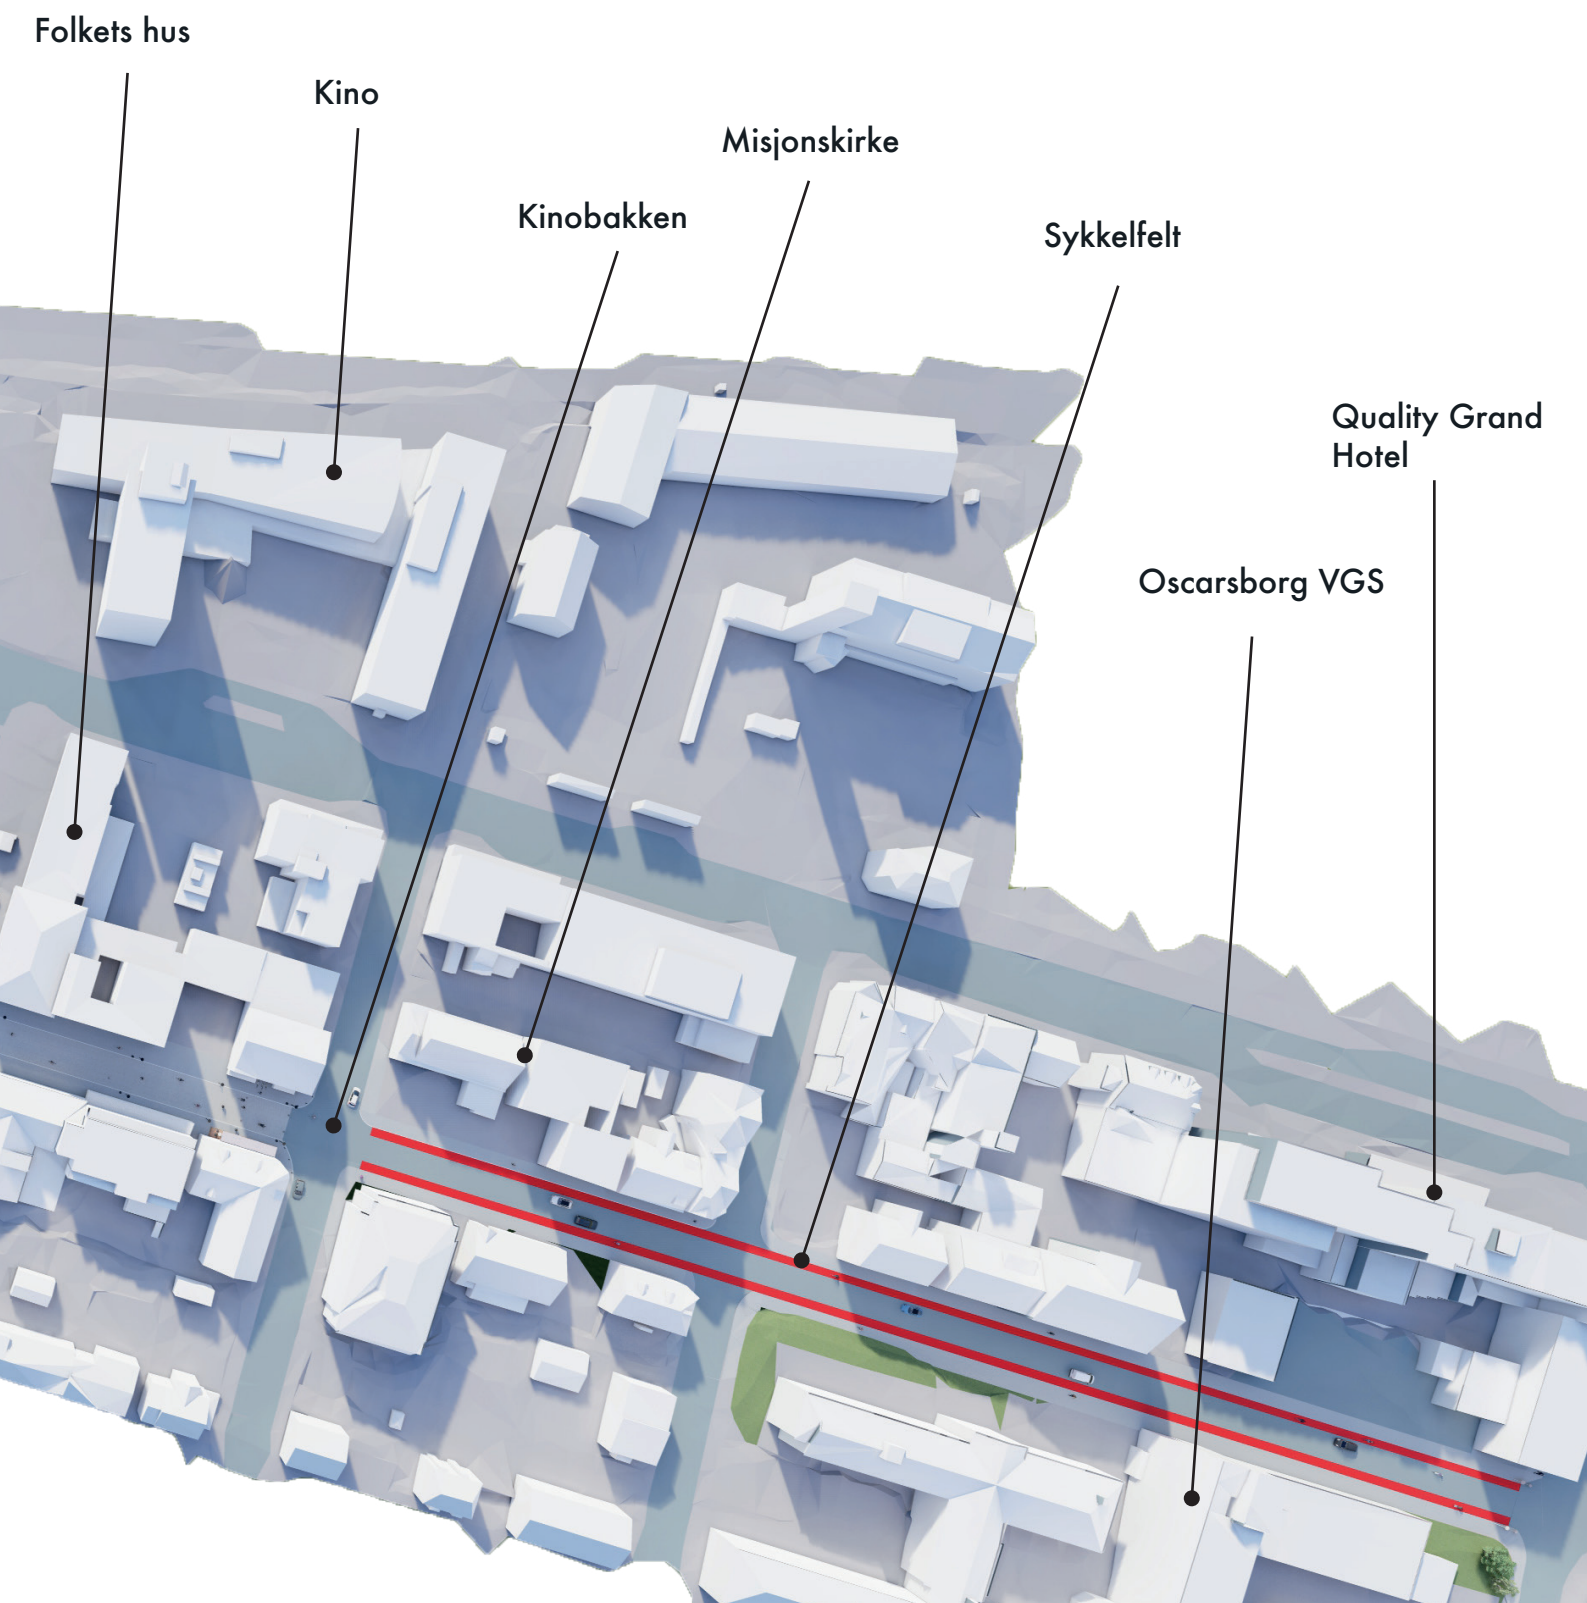 Folkets hus
Kino
Misjonskirke
Kinobakken
Sykkelfelt
Quality Grand
Hotel
Oscarsborg VGS